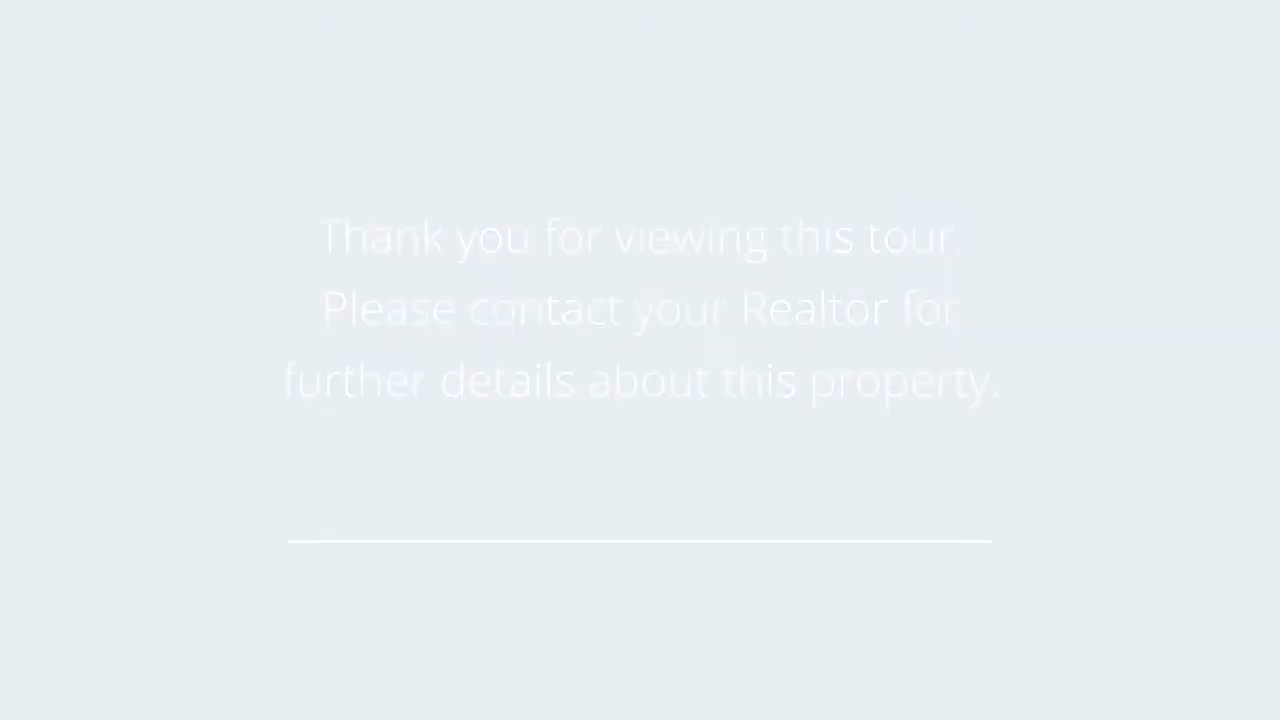 Thank you for viewing this tour.
Please contact your Realtor for
further details about this property.